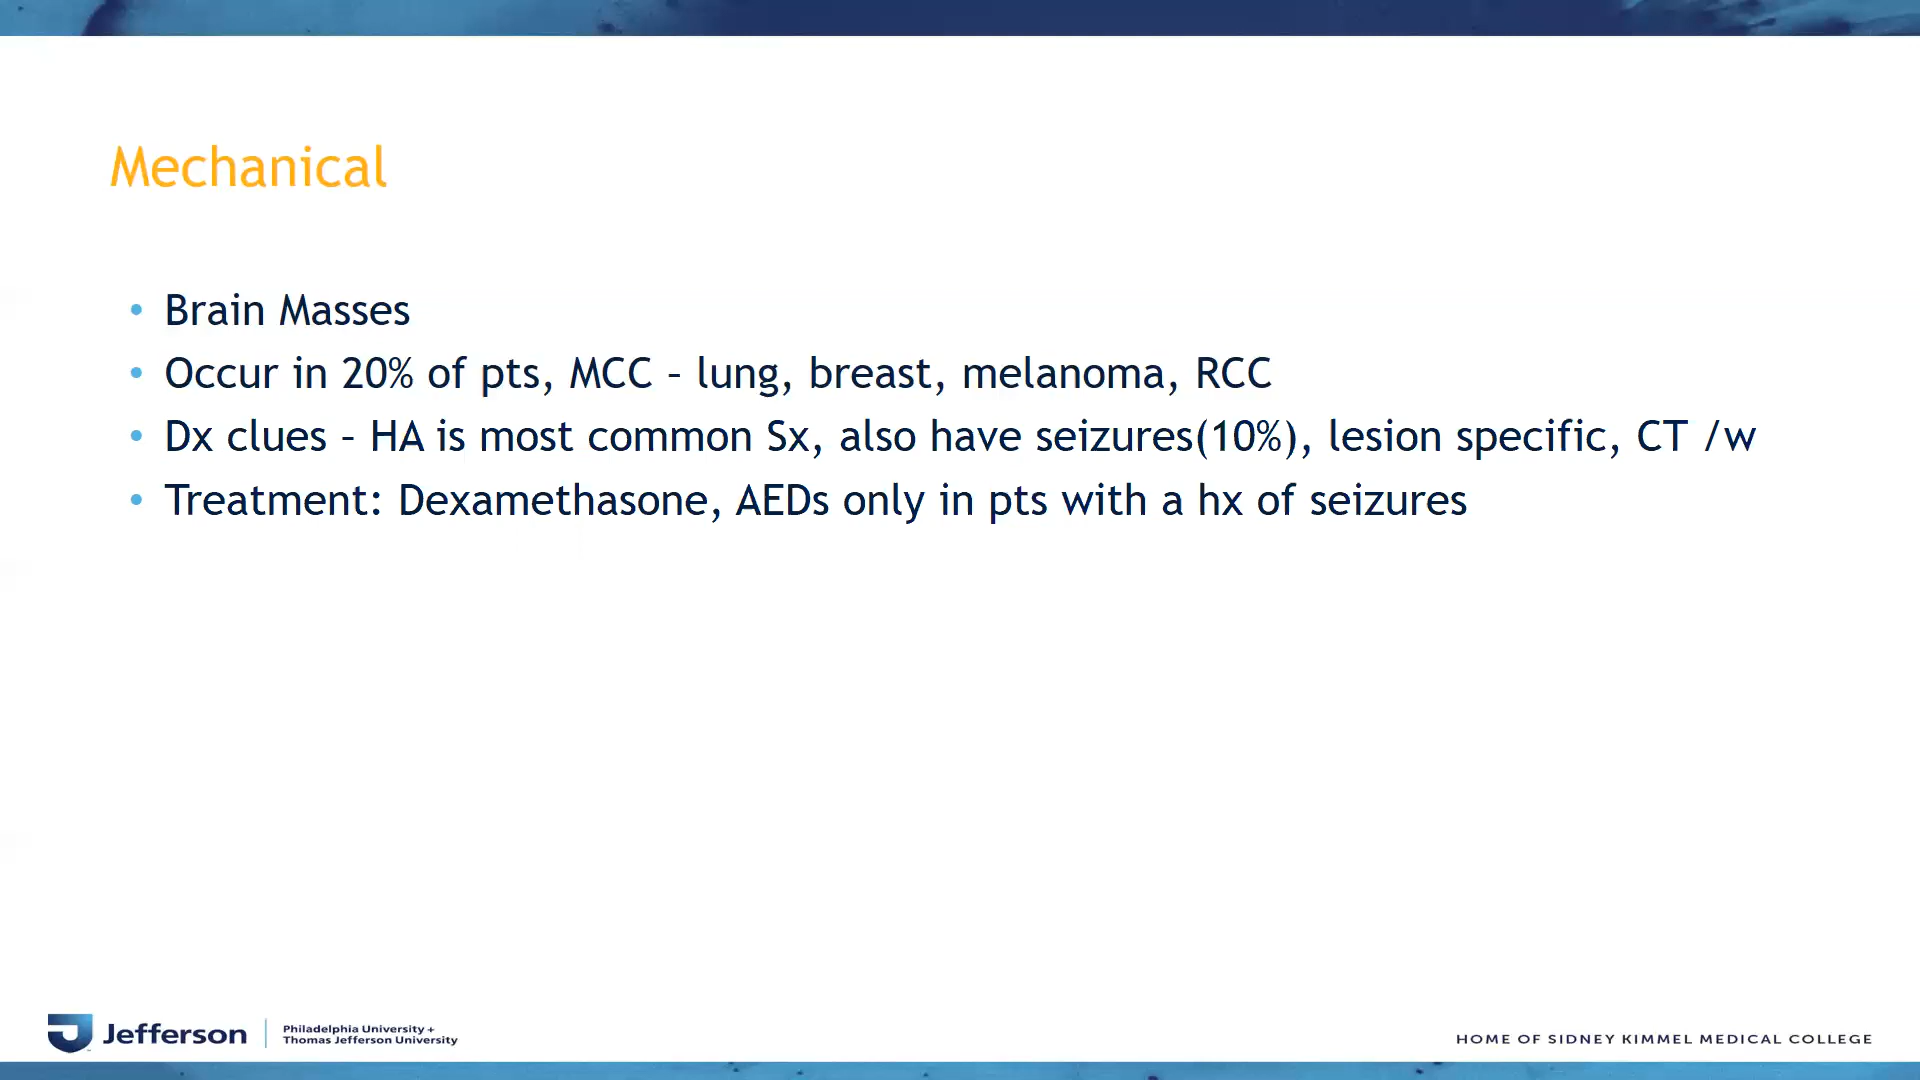 Mechanical
• Brain Masses
• Occur in 20% of pts, MCC – lung, breast, melanoma, RCC
• Dx clues – HA is most common Sx, also have seizures(10%), lesion specific, CT /w
• Treatment: Dexamethasone, AEDs only in pts with a hx of seizures
Jefferson
Philadelphia University +
Thomas Jefferson University
HOME OF SIDNEY KIMMEL MEDICAL COLLEGE